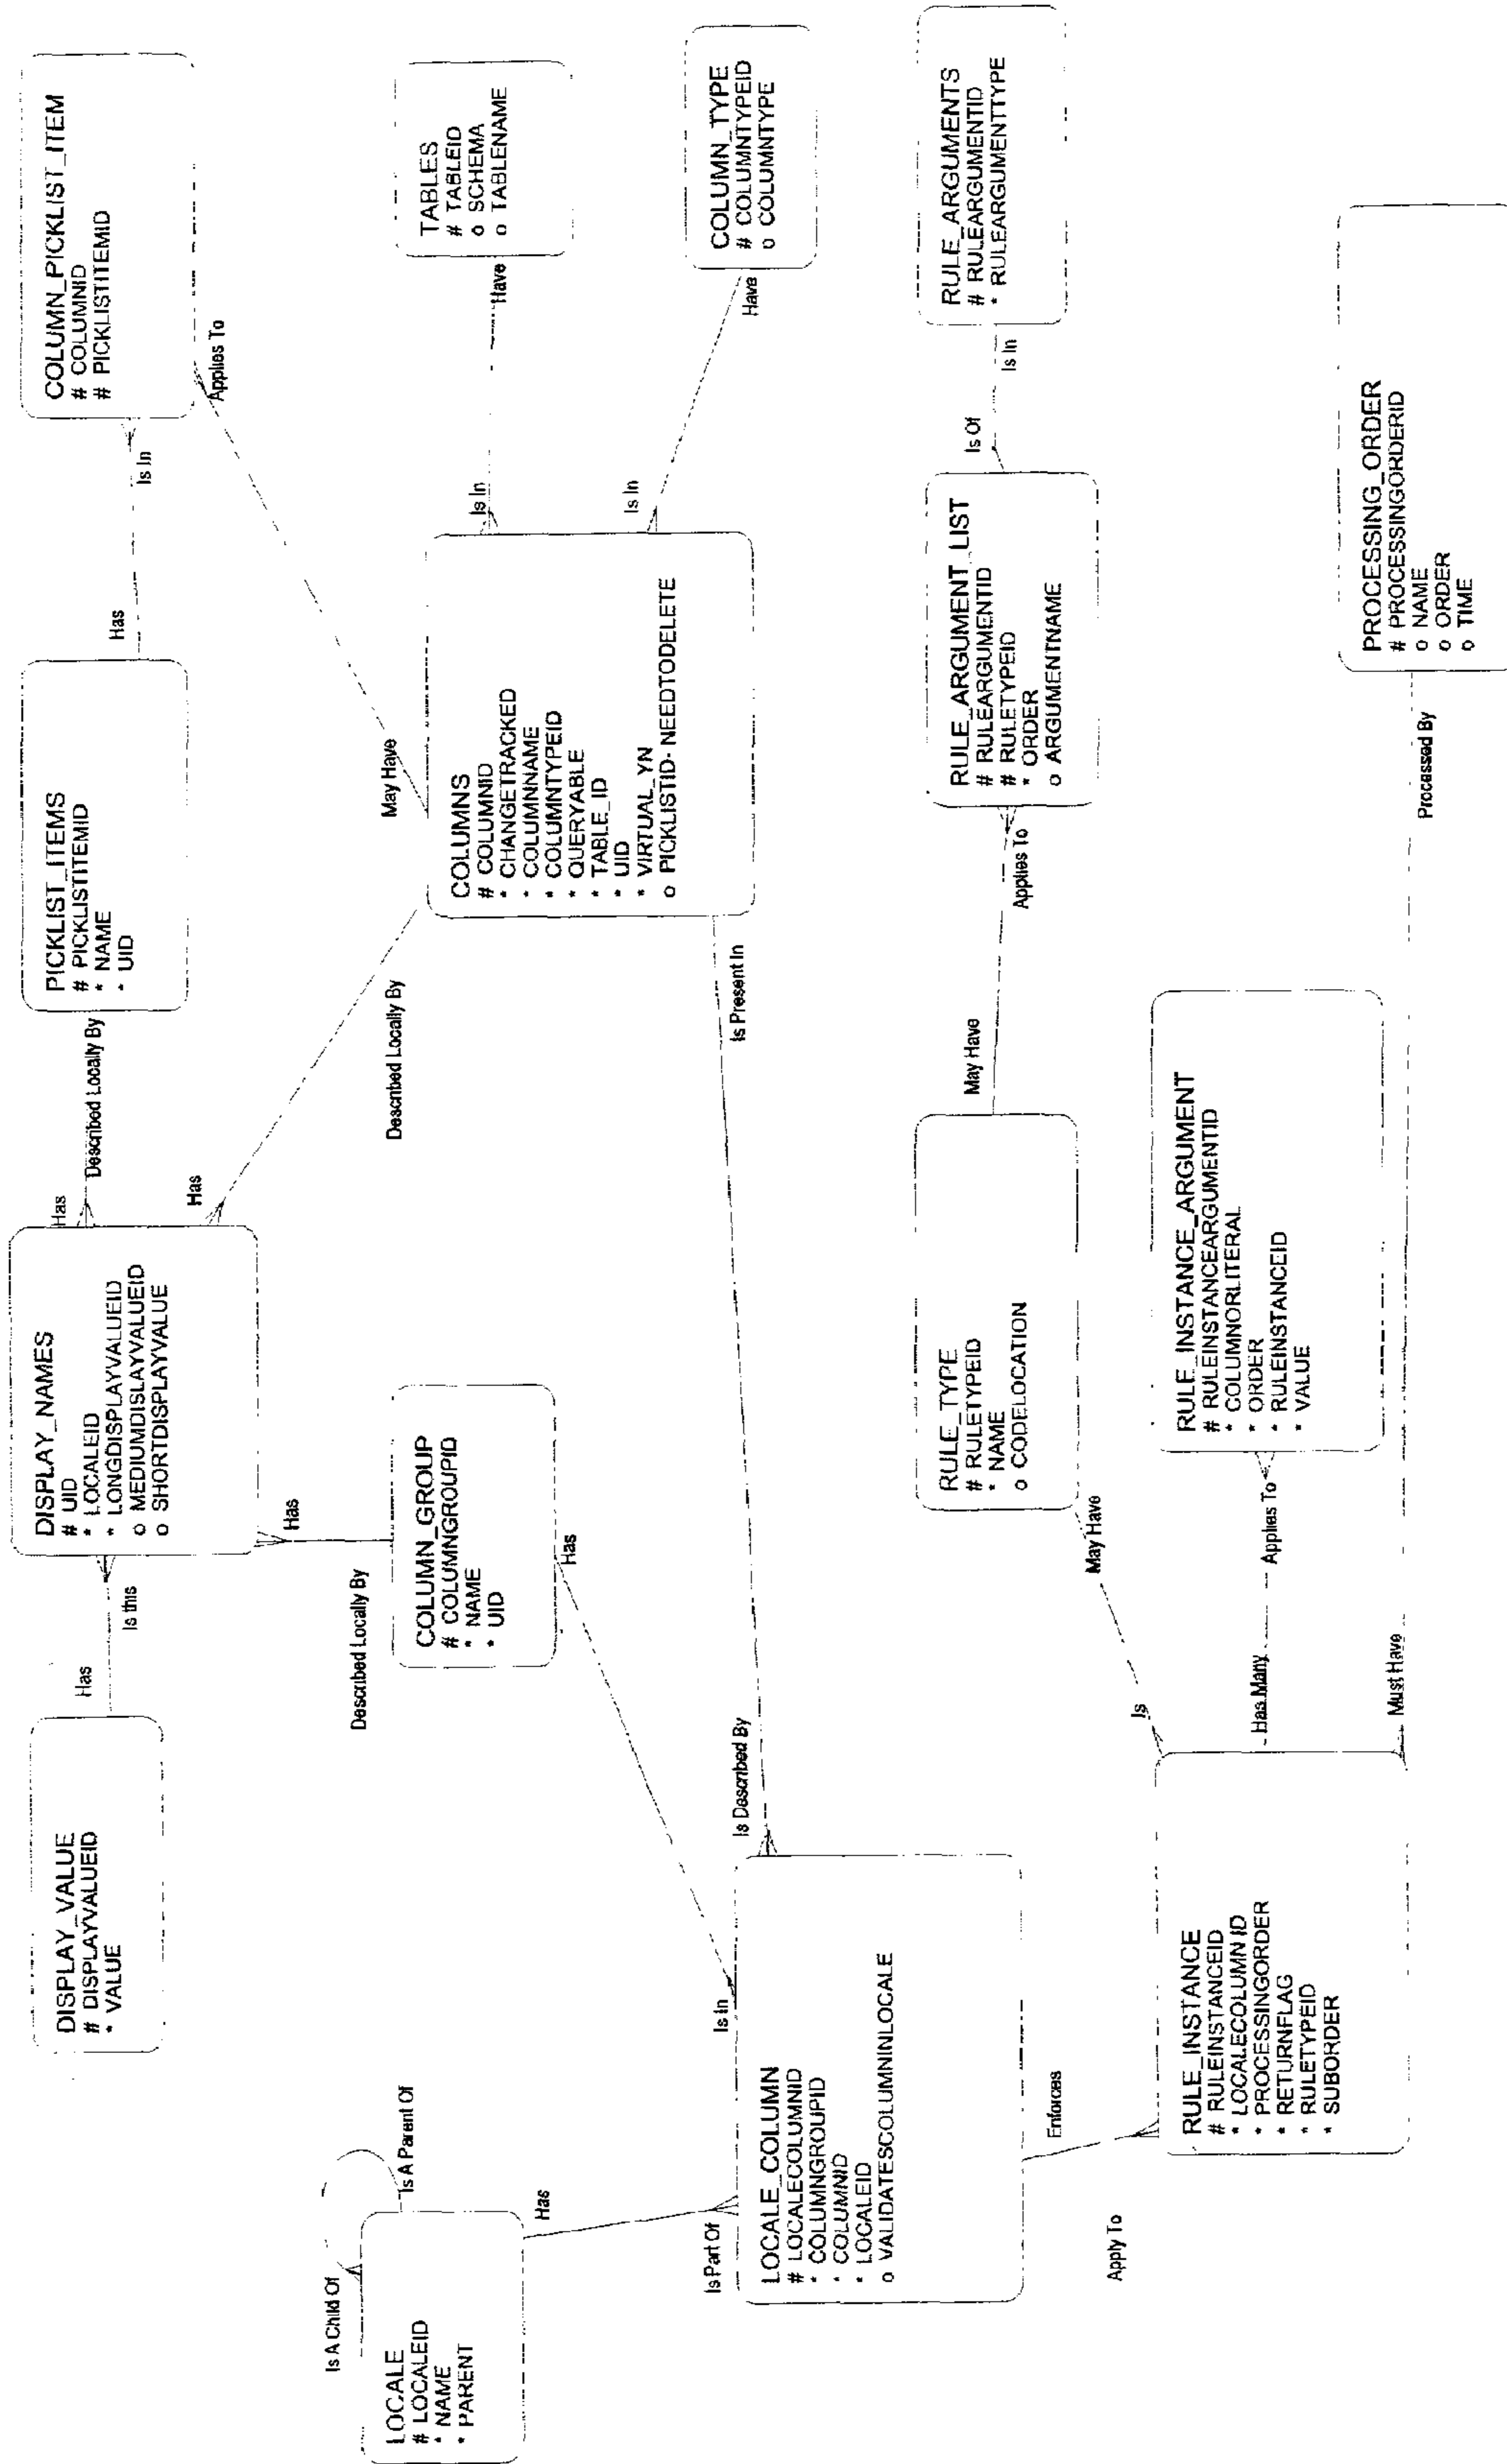 DISPLAY_VALUE
# DISPLAYVALUEID
* VALUE
Has
Is this
DISPLAY_NAMES
# UID
* LOCALEID
* LONGDISPLAYVALUEID
o MEDIUMDISLAYVALUEID
o SHORTDISPLAYVALUE
Has
Described Locally By
PICKLIST_ITEMS
# PICKLISTITEMID
* NAME
* UID
Has
Is In
COLUMN_PICKLIST_ITEM
# COLUMNID
# PICKLISTITEMID
Applies To
May Have
Has
Described Locally By
Has
Described Locally By
COLUMN_GROUP
# COLUMNGROUPID
* NAME
* UID
Has
Is In
COLUMNS
# COLUMNID
* CHANGETRACKED
* COLUMNNAME
* COLUMNTYPEID
* QUERYABLE
* TABLE_ID
* UID
* VIRTUAL_YN
o PICKLISTID- NEEDTODELETE
Is In
Have
TABLES
# TABLEID
o SCHEMA
o TABLENAME
Is In
Have
COLUMN_TYPE
# COLUMNTYPEID
o COLUMNTYPE
Is Present In
Is Described By
Is A Child Of
Is A Parent Of
LOCALE
# LOCALEID
* NAME
* PARENT
Has
Is Part Of
LOCALE_COLUMN
# LOCALECOLUMNID
* COLUMNGROUPID
* COLUMNID
* LOCALEID
o VALIDATESCOLUMNINLOCALE
Enforces
Apply To
RULE_TYPE
# RULETYPEID
* NAME
o CODELOCATION
May Have
Applies To
RULE_ARGUMENT_LIST
# RULEARGUMENTID
# RULETYPEID
* ORDER
o ARGUMENTNAME
Is Of
Is In
RULE_ARGUMENTS
# RULEARGUMENTID
* RULEARGUMENTTYPE
May Have
Is
RULE_INSTANCE
# RULEINSTANCEID
* LOCALECOLUMN ID
* PROCESSINGORDER
* RETURNFLAG
* RULETYPEID
* SUBORDER
Has Many
Applies To
RULE_INSTANCE_ARGUMENT
# RULEINSTANCEARGUMENTID
* COLUMNORLITERAL
* ORDER
* RULEINSTANCEID
* VALUE
Must Have
Processed By
PROCESSING_ORDER
# PROCESSINGORDERID
o NAME
o ORDER
o TIME